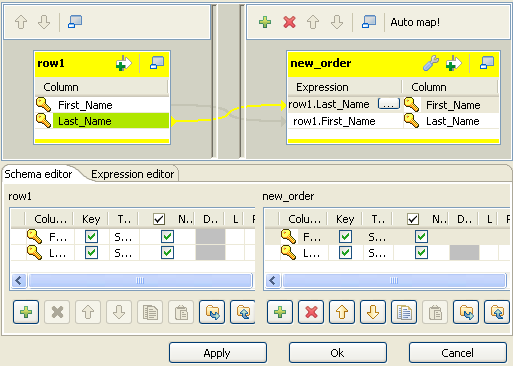 Auto map!
row1
Column
First_Name
Last_Name
new_order
Expression Column
row1.Last_Name ... First_Name
row1.First_Name Last_Name
Schema editor Expression editor
row1
Colu... Key T... N... D... L
F... S...
L... S...
new_order
Colu... Key T... N... D... L
F... S...
L... S...
Apply Ok Cancel